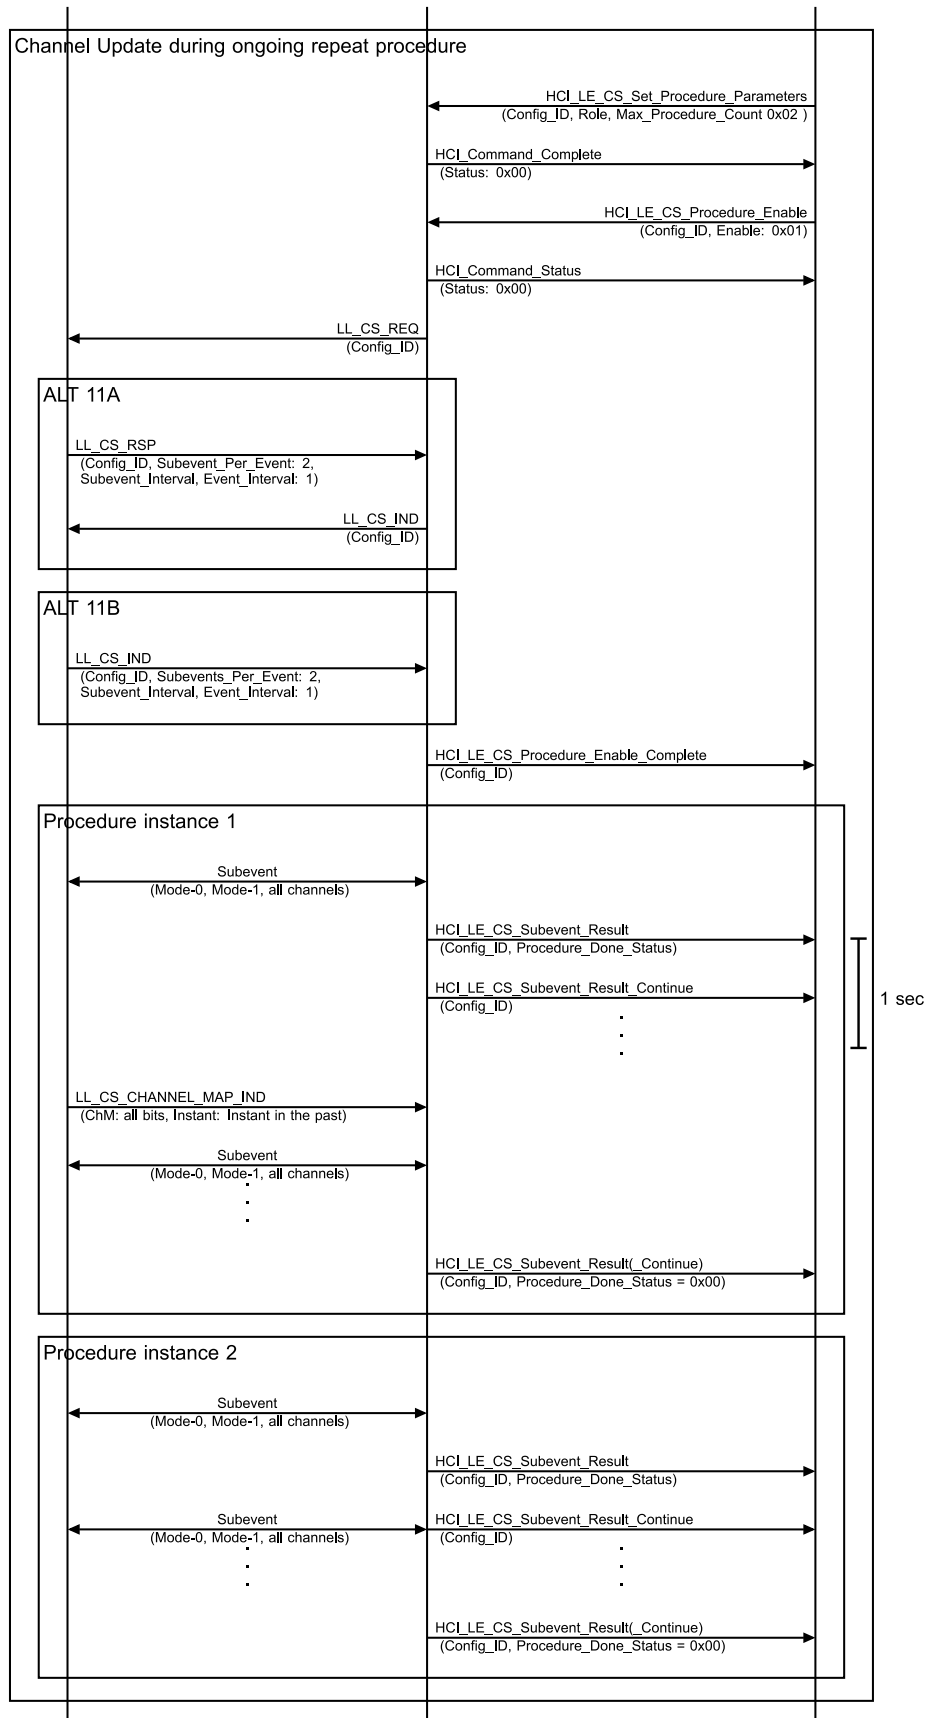 Channel Update during ongoing repeat procedure
HCI_LE_CS_Set_Procedure_Parameters
(Config_ID, Role, Max_Procedure_Count 0x02 )
HCI_Command_Complete
(Status: 0x00)
HCI_LE_CS_Procedure_Enable
(Config_ID, Enable: 0x01)
HCI_Command_Status
(Status: 0x00)
LL_CS_REQ
(Config_ID)
ALT 11A
LL_CS_RSP
(Config_ID, Subevent_Per_Event: 2,
Subevent_Interval, Event_Interval: 1)
LL_CS_IND
(Config_ID)
ALT 11B
LL_CS_IND
(Config_ID, Subevents_Per_Event: 2,
Subevent_Interval, Event_Interval: 1)
HCI_LE_CS_Procedure_Enable_Complete
(Config_ID)
Procedure instance 1
Subevent
(Mode-0, Mode-1, all channels)
HCI_LE_CS_Subevent_Result
(Config_ID, Procedure_Done_Status)
HCI_LE_CS_Subevent_Result_Continue
(Config_ID)
1 sec
LL_CS_CHANNEL_MAP_IND
(ChM: all bits, Instant: Instant in the past)
Subevent
(Mode-0, Mode-1, all channels)
HCI_LE_CS_Subevent_Result(_Continue)
(Config_ID, Procedure_Done_Status = 0x00)
Procedure instance 2
Subevent
(Mode-0, Mode-1, all channels)
HCI_LE_CS_Subevent_Result
(Config_ID, Procedure_Done_Status)
Subevent
(Mode-0, Mode-1, all channels)
HCI_LE_CS_Subevent_Result_Continue
(Config_ID)
HCI_LE_CS_Subevent_Result(_Continue)
(Config_ID, Procedure_Done_Status = 0x00)